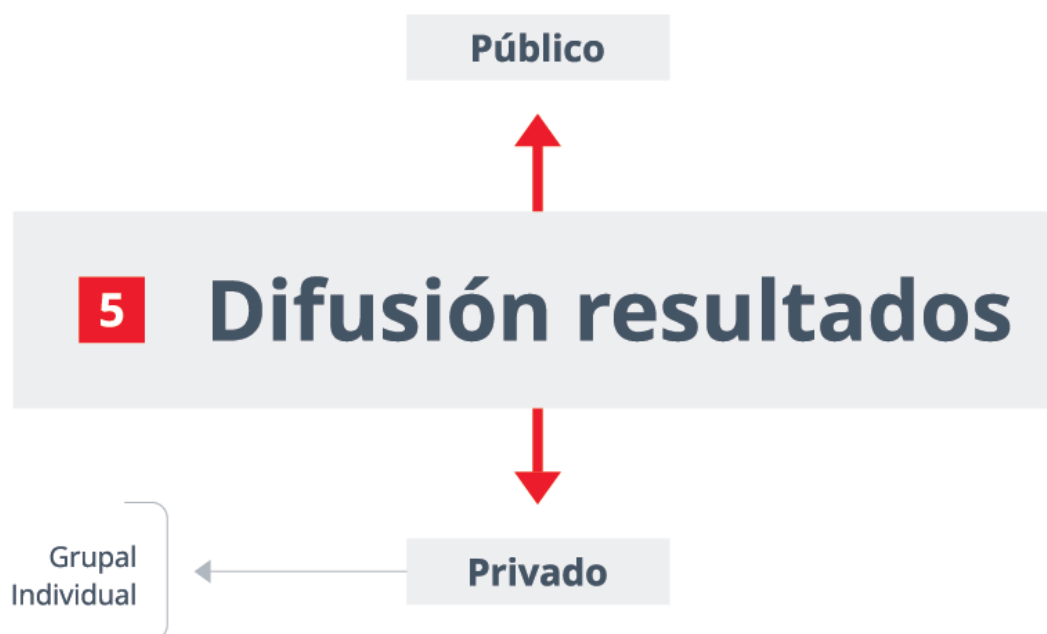 Público
5 Difusión resultados
Grupal
Individual
Privado